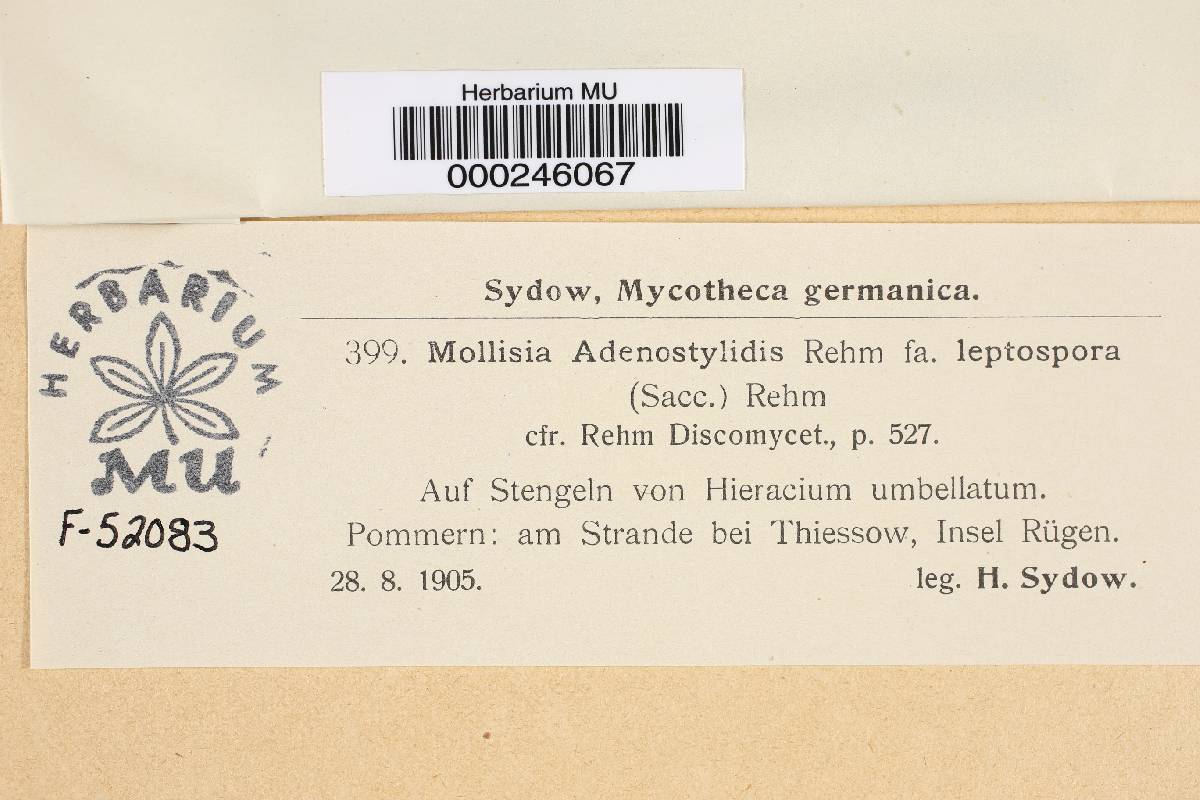 Herbarium MU
000246067
HERBARIUM
MU
F-52083
Sydow, Mycotheca germanica.
399. Mollisia Adenostylidis Rehm fa. leptospora
(Sacc.) Rehm
cfr. Rehm Discomycet., p. 527.
Auf Stengeln von Hieracium umbellatum.
Pommern: am Strande bei Thiessow, Insel Rügen.
28. 8. 1905. leg. H. Sydow.